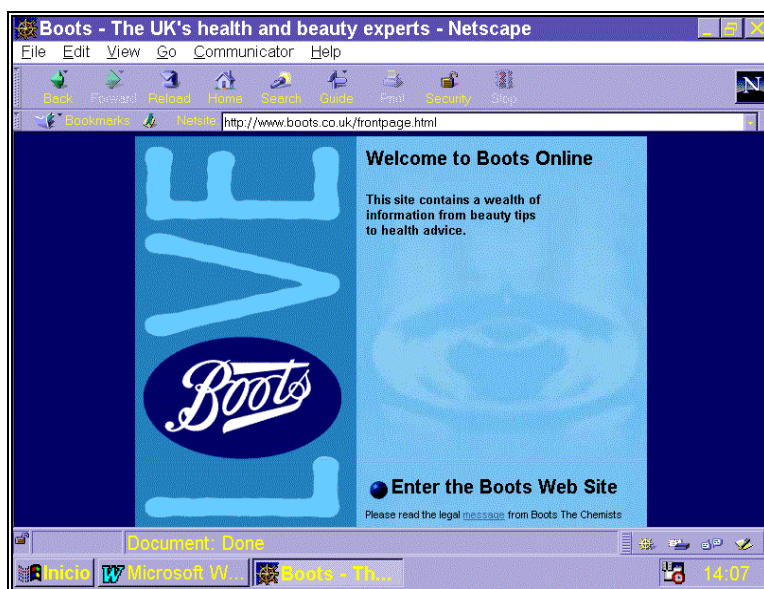 Boots - The UK's health and beauty experts - Netscape
File Edit View Go Communicator Help
Back Forward Reload Home Search Guide Print Security Stop
N
Bookmarks Netsite: http://www.boots.co.uk/frontpage.html
L VE
Boots
Welcome to Boots Online
This site contains a wealth of
information from beauty tips
to health advice.
Enter the Boots Web Site
Please read the legal message from Boots The Chemists
Document: Done
Inicio Microsoft W... Boots - Th... 14:07